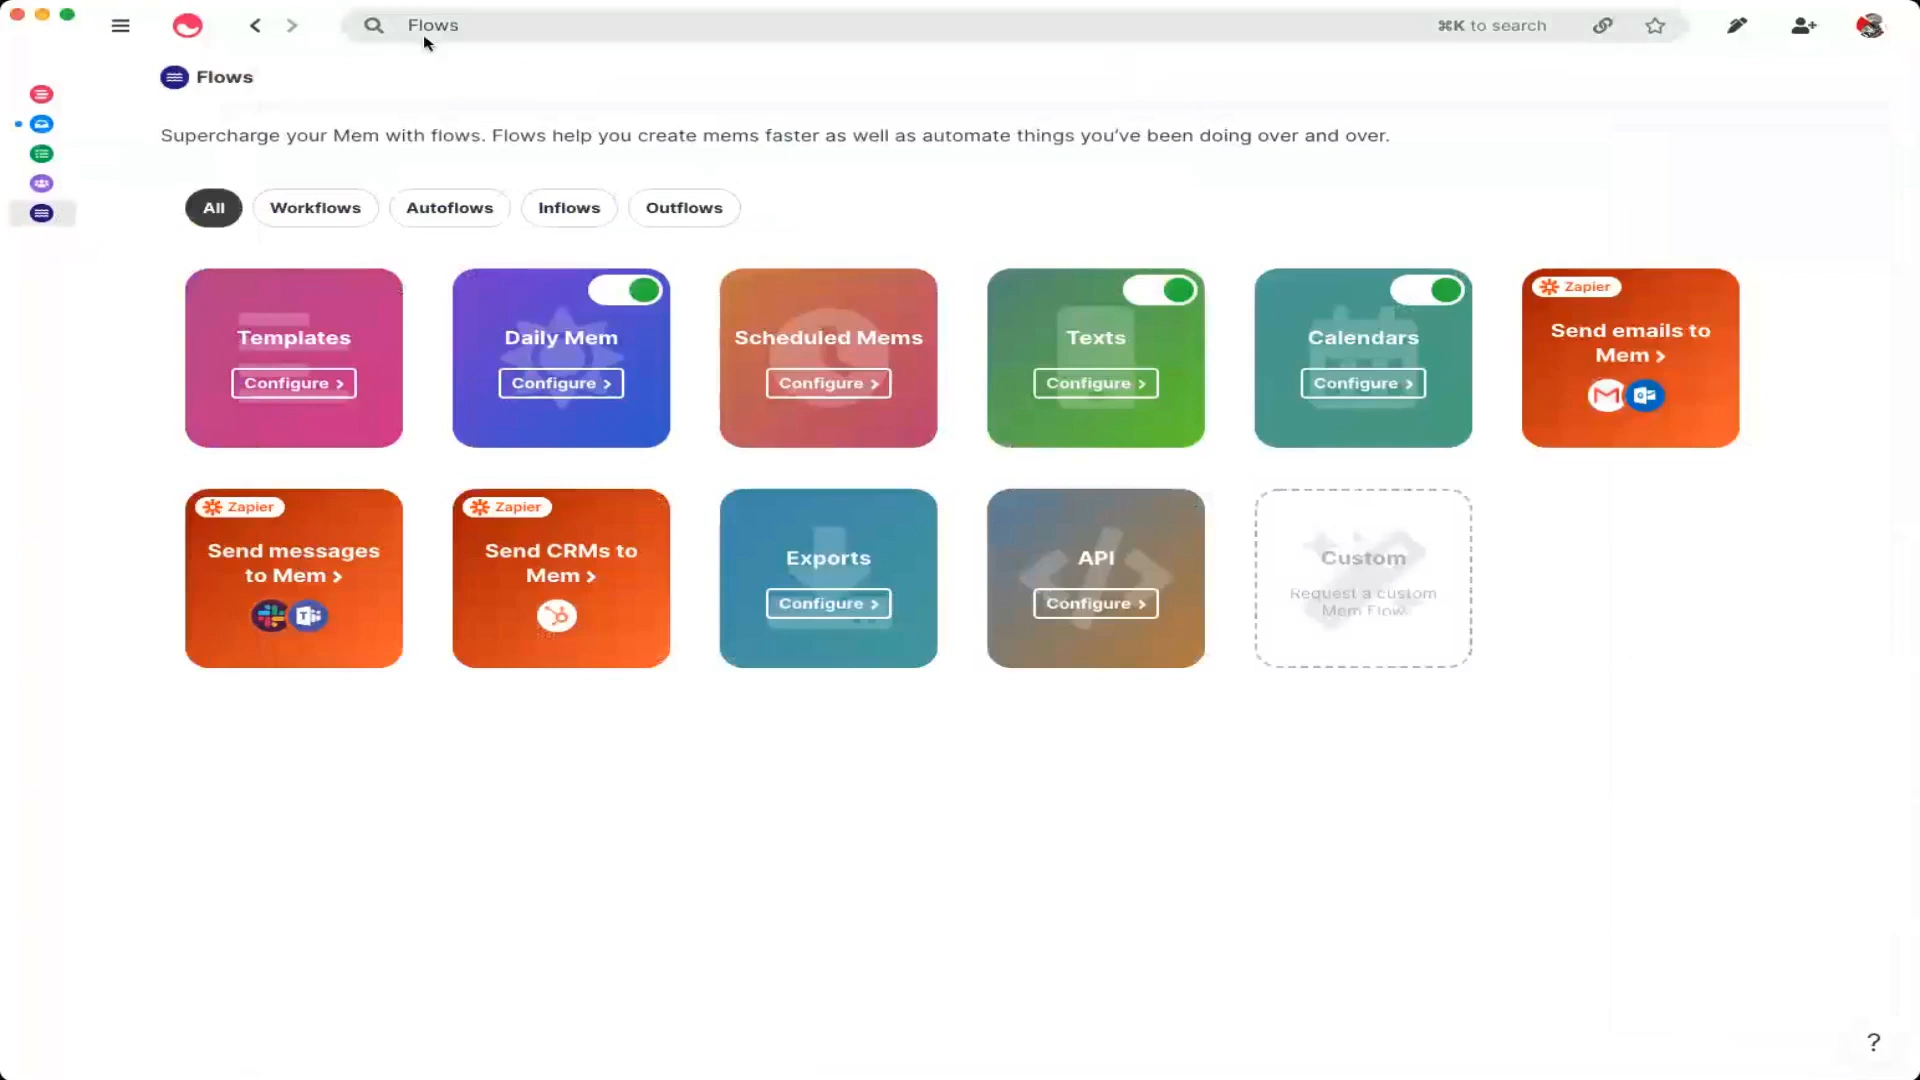 Flows
⌘K to search
Flows
Supercharge your Mem with flows. Flows help you create mems faster as well as automate things you've been doing over and over.
All
Workflows
Autoflows
Inflows
Outflows
Templates
Configure >
Daily Mem
Configure >
Scheduled Mems
Configure >
Texts
Configure >
Calendars
Configure >
Zapier
Send emails to
Mem >
Zapier
Send messages
to Mem >
Zapier
Send CRMs to
Mem >
Exports
Configure >
API
Configure >
Custom
Request a custom
Mem Flow.
?